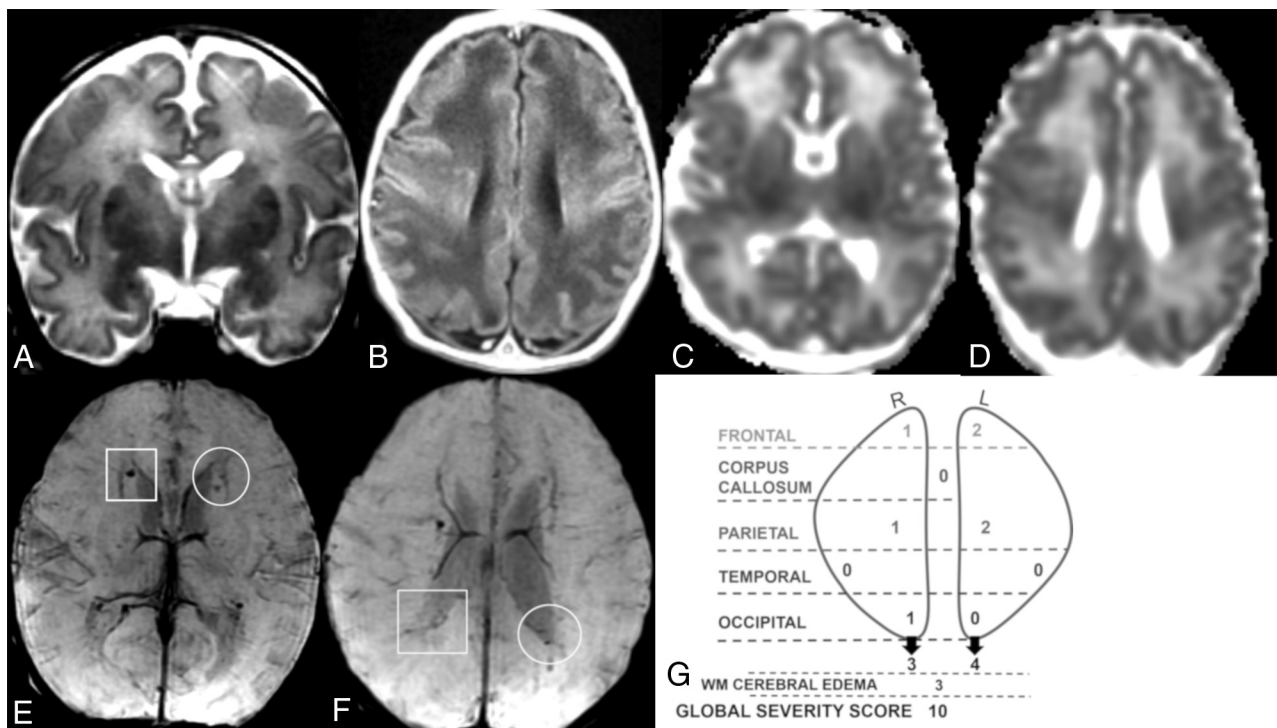 A
B
C
D
E
F
G
R L
FRONTAL 1 2
CORPUS
CALLOSUM 0
PARIETAL 1 2
TEMPORAL 0 0
OCCIPITAL 1 0
3 4
WM CEREBRAL EDEMA 3
GLOBAL SEVERITY SCORE 10